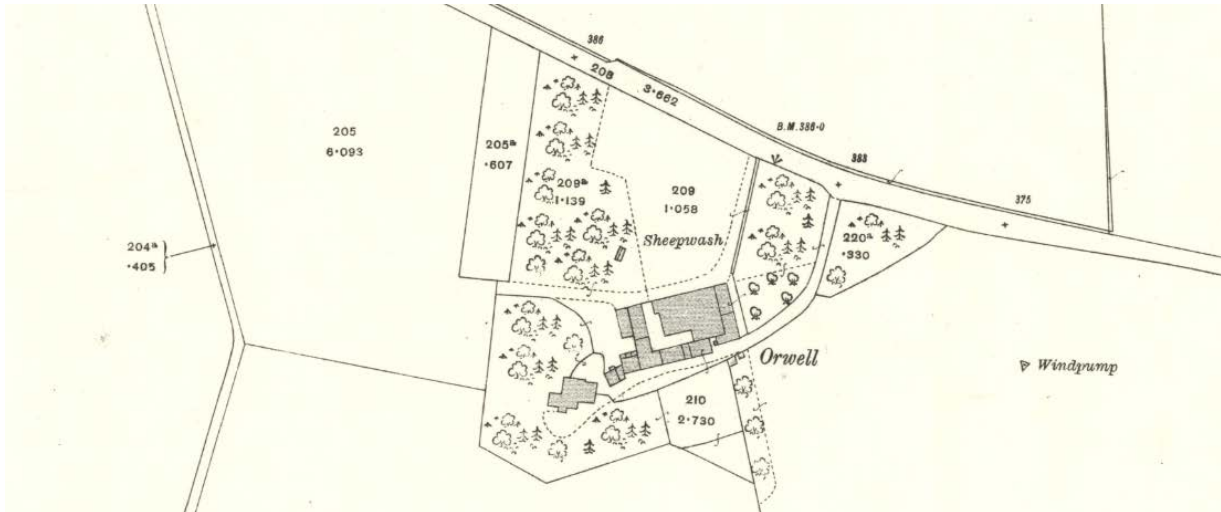 386
208
3·662
B.M. 386·0
383
375
205
6·093
205ª
·607
209ª
1·139
209
1·058
Sheepwash
220ª
·330
204ª
·405
Orwell
Windpump
210
2·730